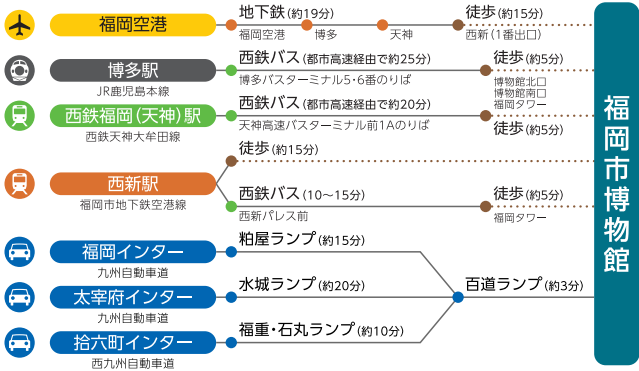 福岡空港
地下鉄(約19分)
徒歩(約15分)
福岡空港
博多
天神
西新(1番出口)
博多駅
JR鹿児島本線
西鉄バス(都市高速経由で約25分)
徒歩(約5分)
博多バスターミナル5・6番のりば
博物館北口
博物館南口
福岡タワー
西鉄福岡(天神)駅
西鉄天神大牟田線
西鉄バス(都市高速経由で約20分)
天神高速バスターミナル前1Aのりば
徒歩(約5分)
西新駅
福岡市地下鉄空港線
徒歩(約15分)
西鉄バス(10～15分)
徒歩(約5分)
西新パレス前
福岡タワー
福岡インター
九州自動車道
粕屋ランプ(約15分)
太宰府インター
九州自動車道
水城ランプ(約20分)
百道ランプ(約3分)
拾六町インター
西九州自動車道
福重・石丸ランプ(約10分)
福岡市博物館